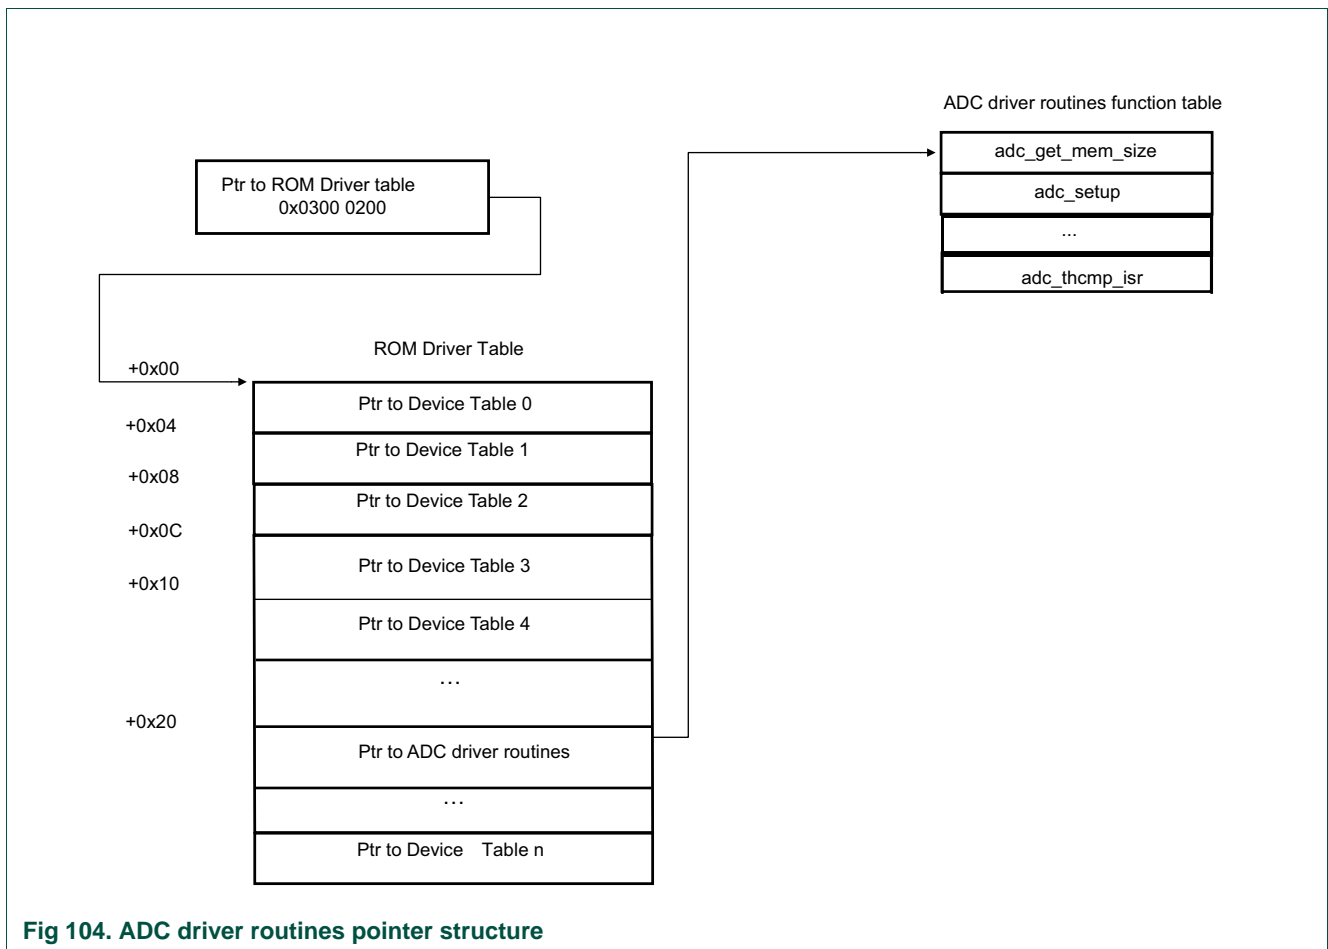 ADC driver routines function table
adc_get_mem_size
adc_setup
...
adc_thcmp_isr
Ptr to ROM Driver table
0x0300 0200
ROM Driver Table
+0x00
Ptr to Device Table 0
+0x04
Ptr to Device Table 1
+0x08
Ptr to Device Table 2
+0x0C
Ptr to Device Table 3
+0x10
Ptr to Device Table 4
...
+0x20
Ptr to ADC driver routines
...
Ptr to Device Table n
Fig 104. ADC driver routines pointer structure